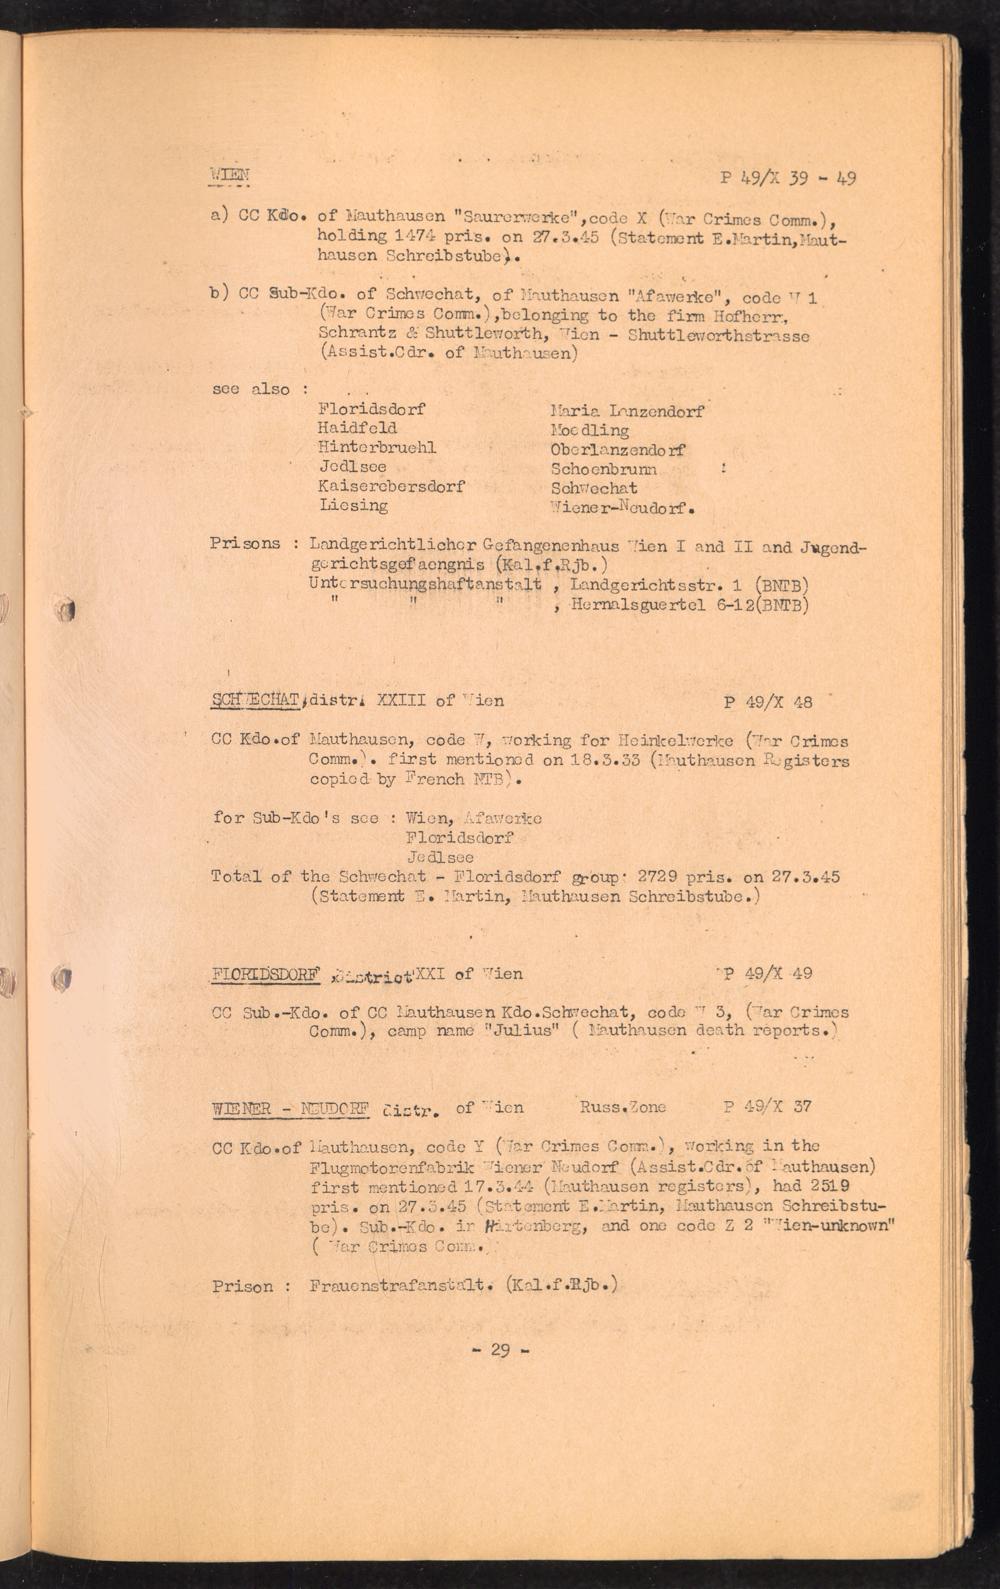 WIEN P 49/X 39 - 49
a) CC Kdo. of Mauthausen "Saurerwerke",code X (War Crimes Comm.),
holding 1474 pris. on 27.3.45 (Statement E.Martin,Maut-
hausen Schreibstube).
b) CC Sub-Kdo. of Schwechat, of Mauthausen "Afawerke", code W 1
(War Crimes Comm.),belonging to the firm Hofherr,
Schrantz & Shuttleworth, Wien - Shuttleworthstrasse
(Assist.Cdr. of Mauthausen)
see also :
Floridsdorf Maria Lanzendorf
Haidfeld Moedling
Hinterbruehl Oberlanzendorf
Jedlsee Schoenbrunn
Kaiserebersdorf Schwechat
Liesing Wiener-Neudorf.
Prisons : Landgerichtlicher Gefangenenhaus Wien I and II and Jugend-
gerichtsgefaengnis (Kal.f.Rjb.)
Untersuchungshaftanstalt , Landgerichtsstr. 1 (BNTB)
" " " , Hernalsguertel 6-12(BNTB)
SCHWECHAT,distr. XXIII of Wien P 49/X 48
CC Kdo.of Mauthausen, code W, working for Heinkelwerke (War Crimes
Comm.). first mentioned on 18.3.33 (Mauthausen Registers
copied by French NTB).
for Sub-Kdo's see : Wien, Afawerke
Floridsdorf
Jedlsee
Total of the Schwechat - Floridsdorf group: 2729 pris. on 27.3.45
(Statement E. Martin, Mauthausen Schreibstube.)
FLORIDSDORF ,District XXI of Wien P 49/X 49
CC Sub.-Kdo. of CC Mauthausen Kdo.Schwechat, code W 3, (War Crimes
Comm.), camp name "Julius" ( Mauthausen death reports.)
WIENER - NEUDORF distr. of Wien Russ.Zone P 49/X 37
CC Kdo.of Mauthausen, code Y (War Crimes Comm.), working in the
Flugmotorenfabrik Wiener Neudorf (Assist.Cdr.of Mauthausen)
first mentioned 17.3.44 (Mauthausen registers), had 2519
pris. on 27.3.45 (Statement E.Martin, Mauthausen Schreibstu-
be). Sub.-Kdo. in Hirtenberg, and one code Z 2 "Wien-unknown"
( War Crimes Comm.)
Prison : Frauenstrafanstalt. (Kal.f.Rjb.)
- 29 -